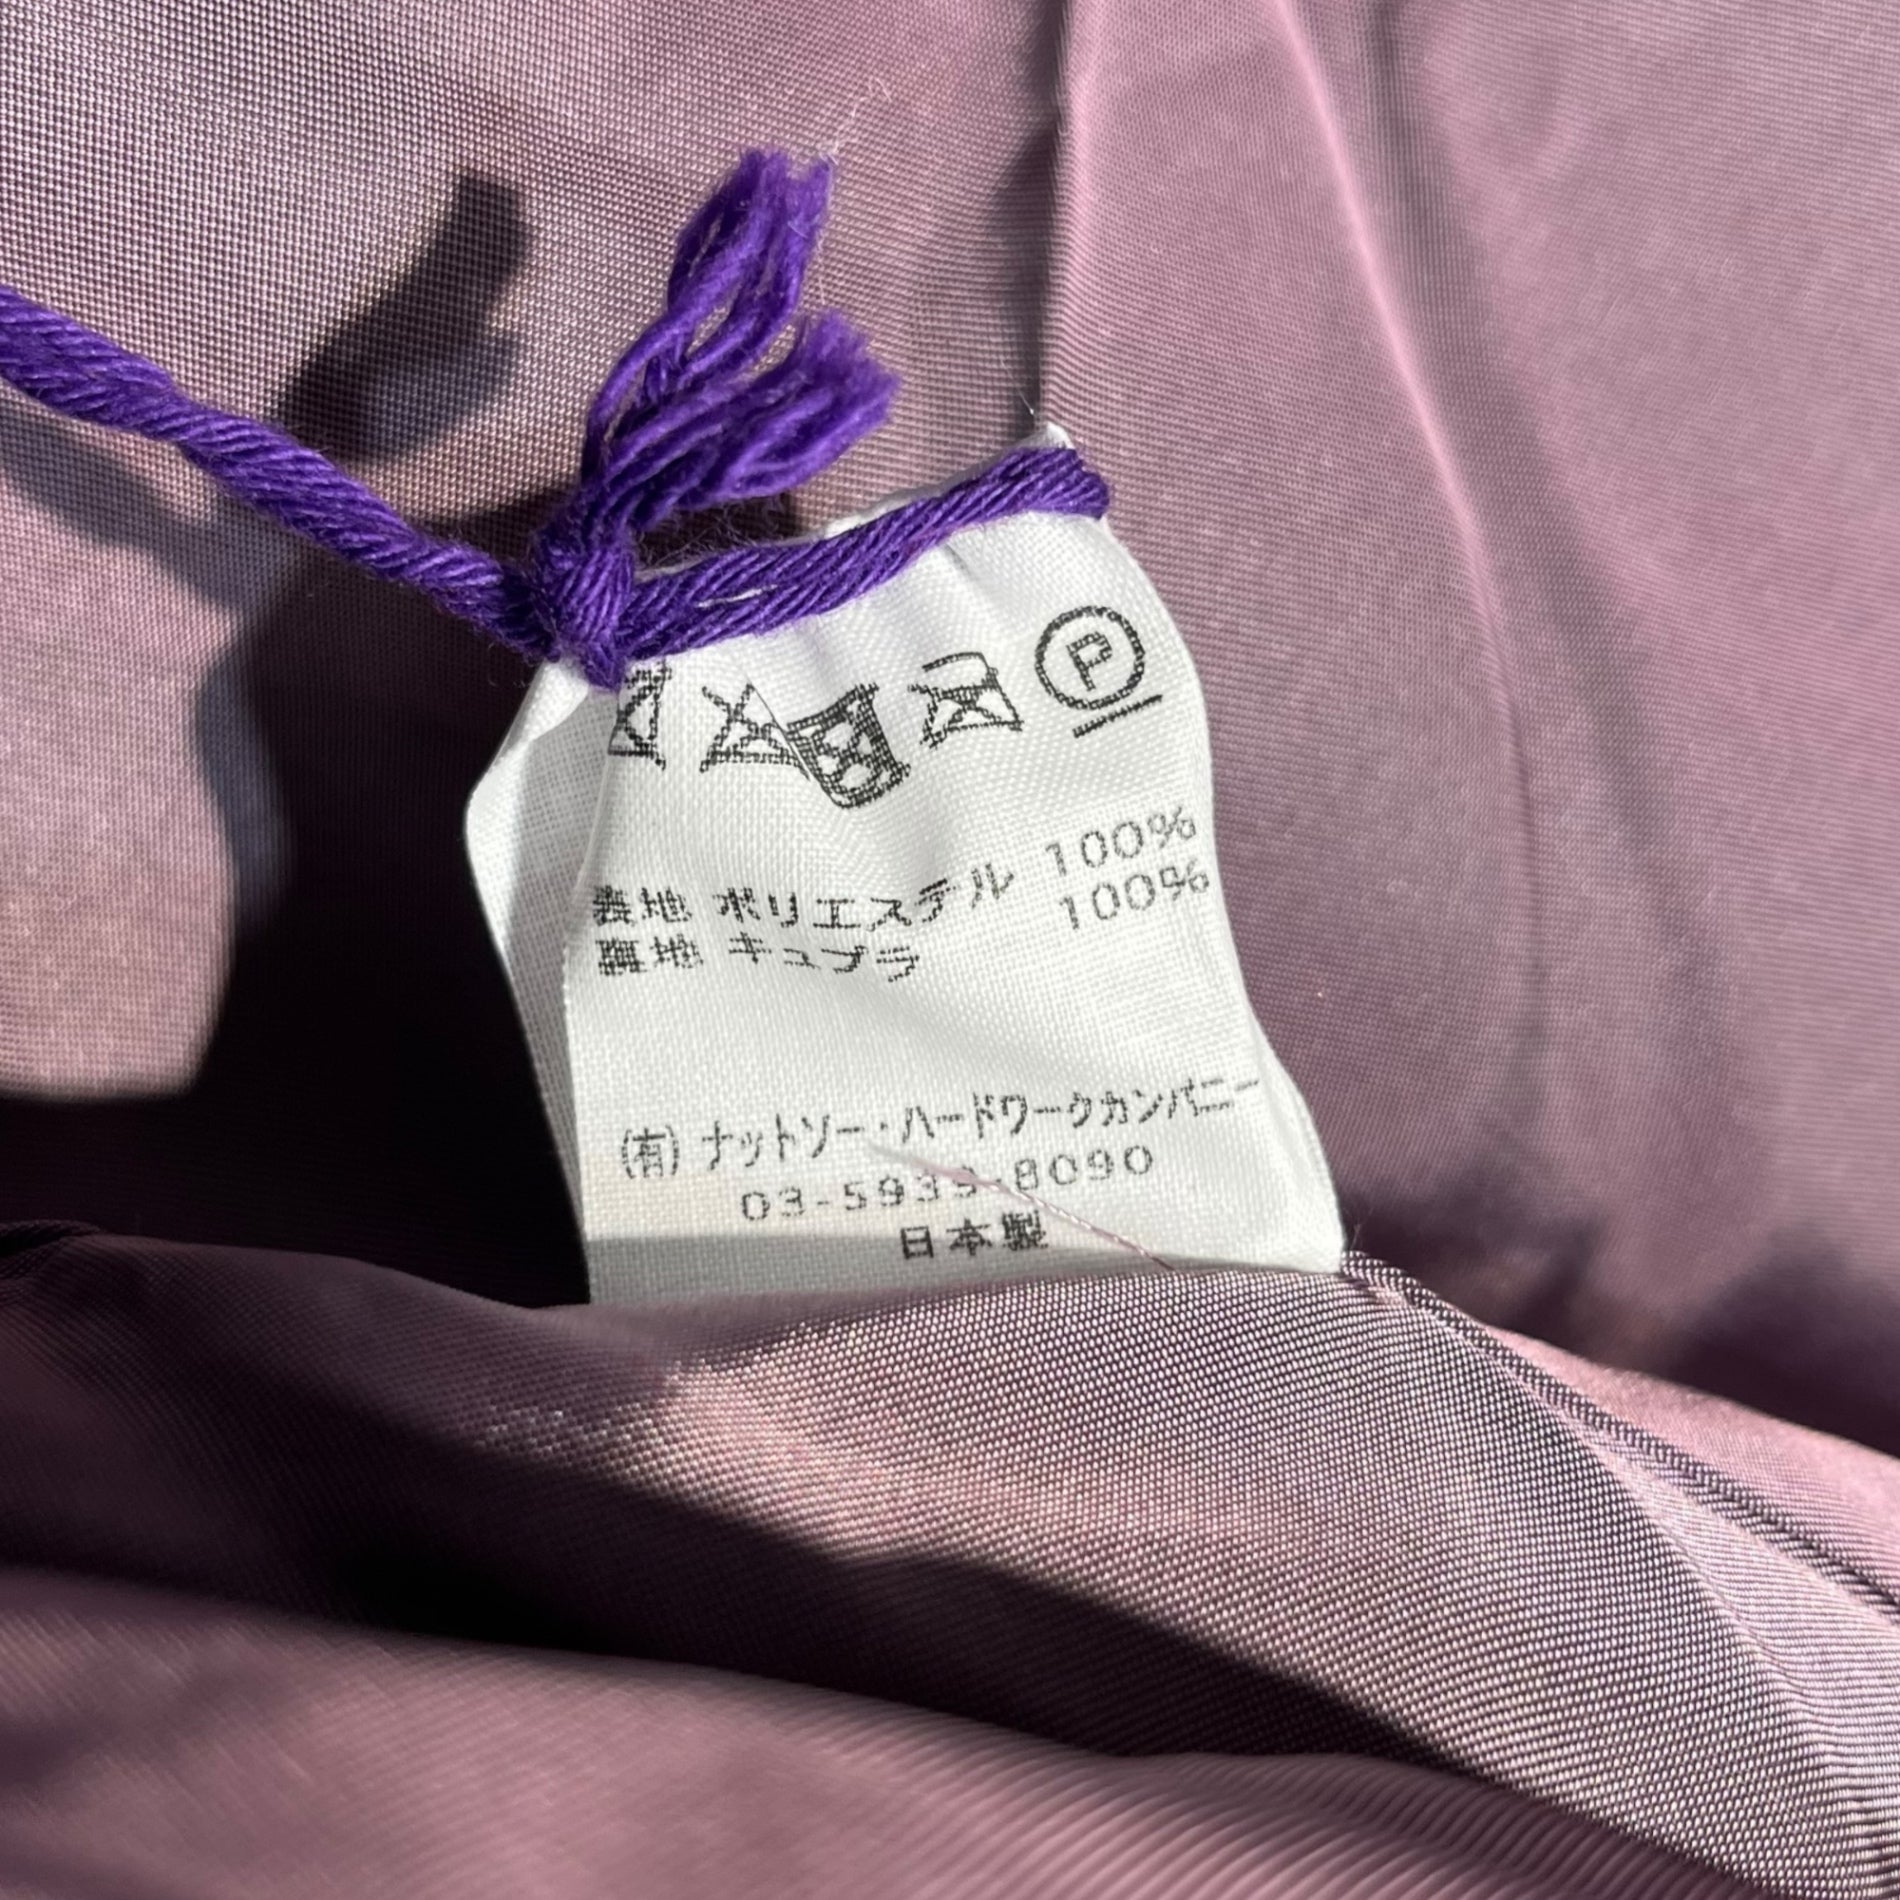 P
表地 ポリエステル 100%
裏地 キュプラ 100%
(有) ナットソー・ハードワークカンパニー
03-5939-8090
日本製